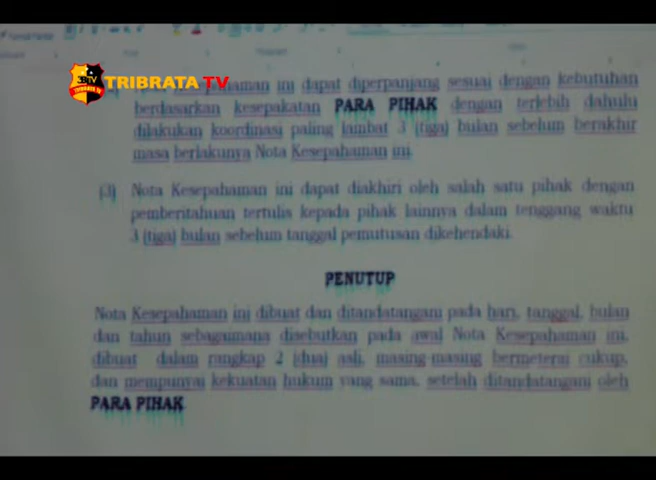 TRIBRATA TV
ini dapat diperpanjang sesuai dengan kebutuhan
berdasarkan kesepakatan PARA PIHAK dengan terlebih dahulu
dilakukan koordinasi paling lambat 3 (tiga) bulan sebelum berakhir
masa berlakunya Nota Kesepahaman ini.
(3) Nota Kesepahaman ini dapat diakhiri oleh salah satu pihak dengan
pemberitahuan tertulis kepada pihak lainnya dalam tenggang waktu
3 (tiga) bulan sebelum tanggal pemutusan dikehendaki.
PENUTUP
Nota Kesepahaman ini dibuat dan ditandatangani pada hari, tanggal, bulan
dan tahun sebagaimana disebutkan pada awal Nota Kesepahaman ini,
dibuat dalam rangkap 2 (dua) asli, masing-masing bermeterai cukup,
dan mempunyai kekuatan hukum yang sama, setelah ditandatangani oleh
PARA PIHAK